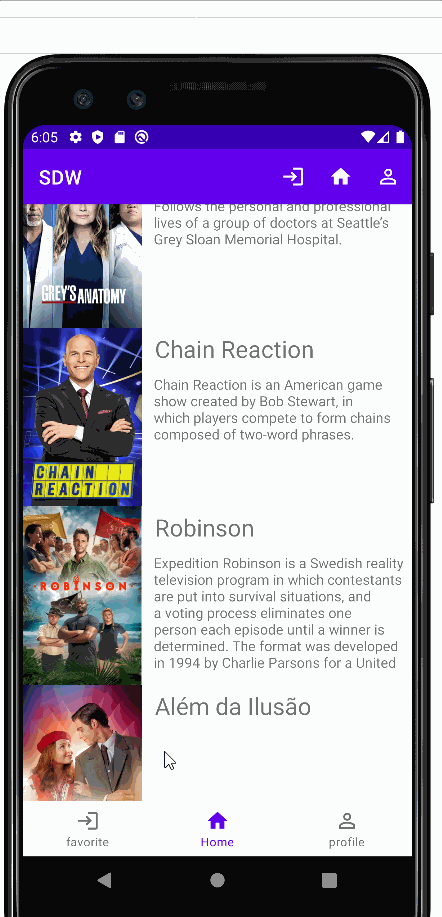 6:05
SDW
Follows the personal and professional
lives of a group of doctors at Seattle's
Grey Sloan Memorial Hospital.
GREY'S ANATOMY
Chain Reaction
Chain Reaction is an American game
show created by Bob Stewart, in
which players compete to form chains
composed of two-word phrases.
CHAIN
REACTION
Robinson
Expedition Robinson is a Swedish reality
television program in which contestants
are put into survival situations, and
a voting process eliminates one
person each episode until a winner is
determined. The format was developed
in 1994 by Charlie Parsons for a United
ROBINSON
Além da Ilusão
favorite
Home
profile